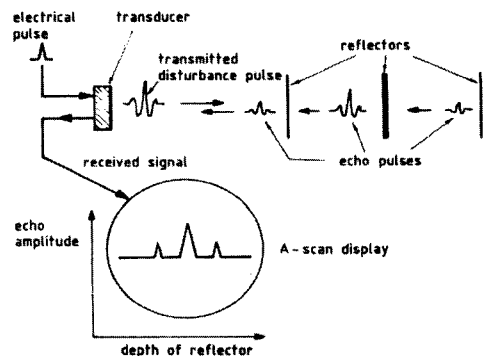 electrical
pulse
transducer
transmitted
disturbance pulse
reflectors
echo pulses
received signal
echo
amplitude
A-scan display
depth of reflector